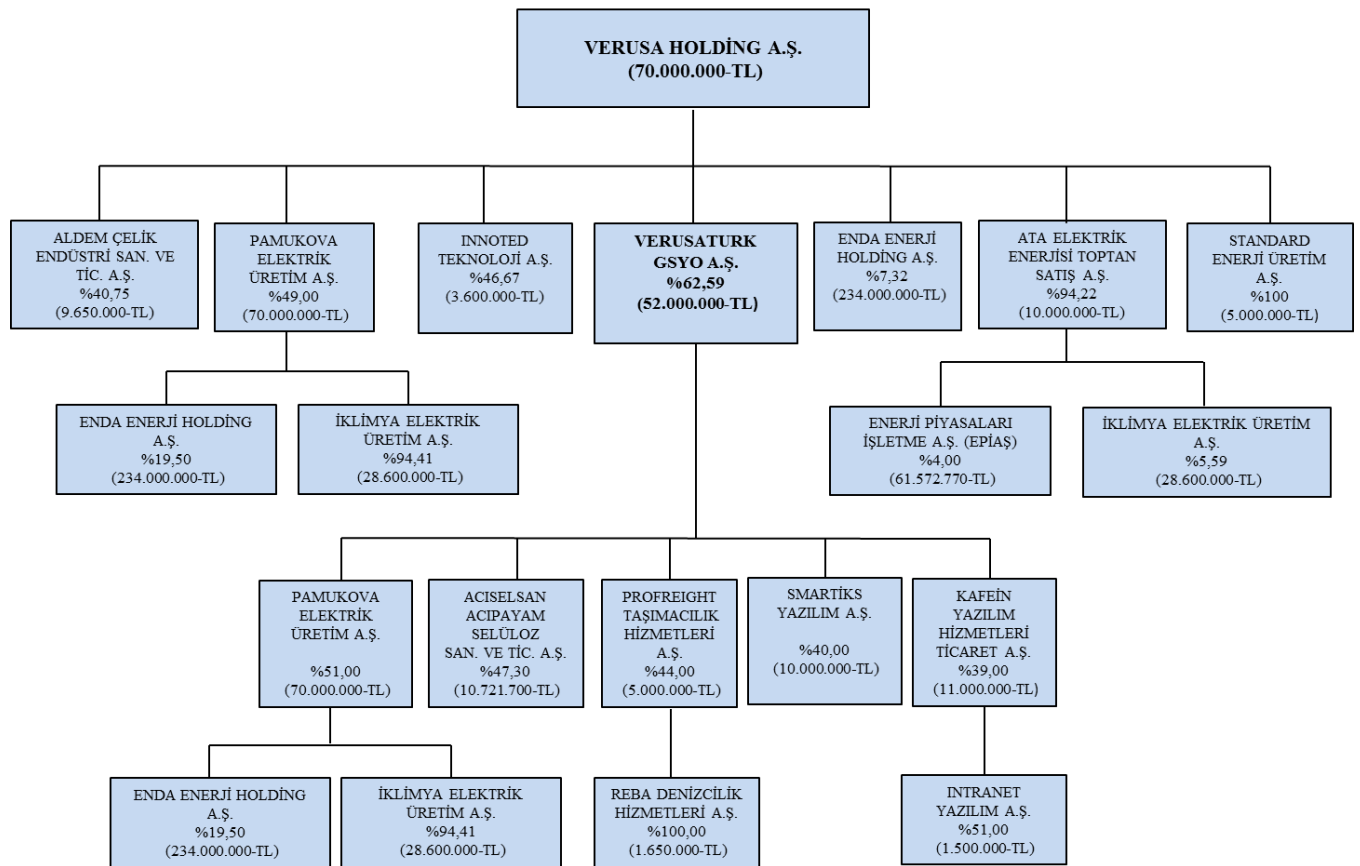 VERUSA HOLDİNG A.Ş.
(70.000.000-TL)
ALDEM ÇELİK
ENDÜSTRİ SAN. VE
TİC. A.Ş.
%40,75
(9.650.000-TL)
PAMUKOVA
ELEKTRİK
ÜRETİM A.Ş.
%49,00
(70.000.000-TL)
INNOTED
TEKNOLOJİ A.Ş.
%46,67
(3.600.000-TL)
VERUSATURK
GSYO A.Ş.
%62,59
(52.000.000-TL)
ENDA ENERJİ
HOLDİNG A.Ş.
%7,32
(234.000.000-TL)
ATA ELEKTRİK
ENERJİSİ TOPTAN
SATIŞ A.Ş.
%94,22
(10.000.000-TL)
STANDARD
ENERJİ ÜRETİM
A.Ş.
%100
(5.000.000-TL)
ENDA ENERJİ HOLDİNG
A.Ş.
%19,50
(234.000.000-TL)
İKLİMYA ELEKTRİK
ÜRETİM A.Ş.
%94,41
(28.600.000-TL)
ENERJİ PİYASALARI
İŞLETME A.Ş. (EPİAŞ)
%4,00
(61.572.770-TL)
İKLİMYA ELEKTRİK ÜRETİM
A.Ş.
%5,59
(28.600.000-TL)
PAMUKOVA
ELEKTRİK
ÜRETİM A.Ş.
%51,00
(70.000.000-TL)
ACISELSAN
ACIPAYAM
SELÜLOZ
SAN. VE TİC. A.Ş.
%47,30
(10.721.700-TL)
PROFREIGHT
TAŞIMACILIK
HİZMETLERİ
A.Ş.
%44,00
(5.000.000-TL)
SMARTİKS
YAZILIM A.Ş.
%40,00
(10.000.000-TL)
KAFEİN
YAZILIM
HİZMETLERİ
TİCARET A.Ş.
%39,00
(11.000.000-TL)
ENDA ENERJİ HOLDİNG
A.Ş.
%19,50
(234.000.000-TL)
İKLİMYA ELEKTRİK
ÜRETİM A.Ş.
%94,41
(28.600.000-TL)
REBA DENİZCİLİK
HİZMETLERİ A.Ş.
%100,00
(1.650.000-TL)
INTRANET
YAZILIM A.Ş.
%51,00
(1.500.000-TL)